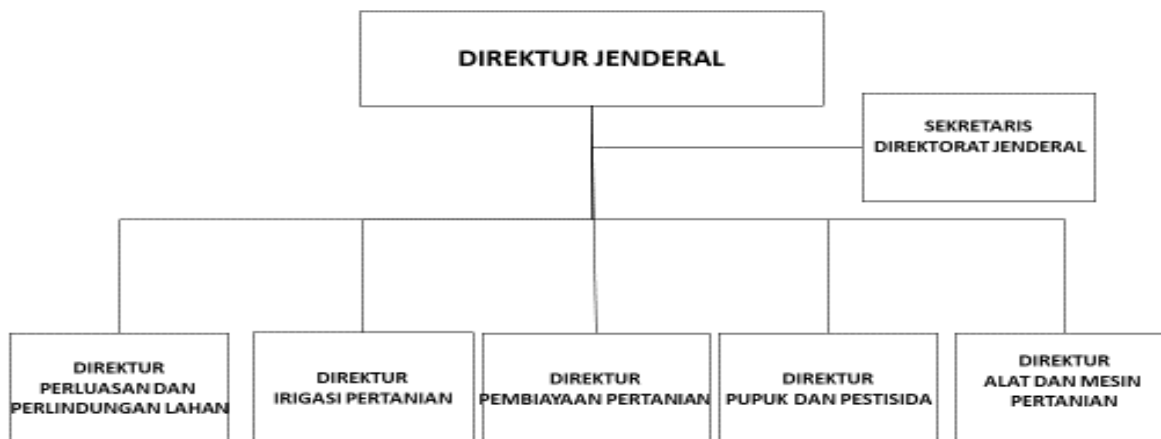 DIREKTUR JENDERAL
SEKRETARIS
DIREKTORAT JENDERAL
DIREKTUR
PERLUASAN DAN
PERLINDUNGAN LAHAN
DIREKTUR
IRIGASI PERTANIAN
DIREKTUR
PEMBIAYAAN PERTANIAN
DIREKTUR
PUPUK DAN PESTISIDA
DIREKTUR
ALAT DAN MESIN
PERTANIAN